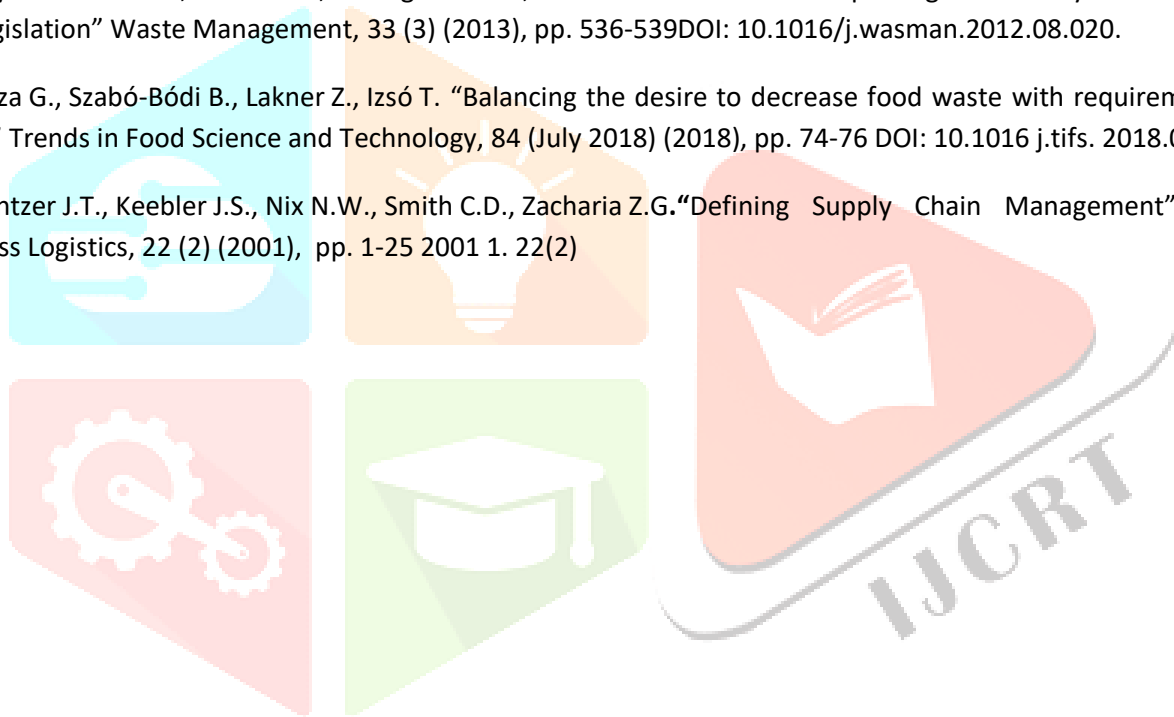 gislation” Waste Management, 33 (3) (2013), pp. 536-539DOI: 10.1016/j.wasman.2012.08.020.
za G., Szabó-Bódi B., Lakner Z., Izsó T. “Balancing the desire to decrease food waste with requirem
Trends in Food Science and Technology, 84 (July 2018) (2018), pp. 74-76 DOI: 10.1016 j.tifs. 2018.0
ntzer J.T., Keebler J.S., Nix N.W., Smith C.D., Zacharia Z.G.“Defining Supply Chain Management”
ss Logistics, 22 (2) (2001), pp. 1-25 2001 1. 22(2)
IJCRT